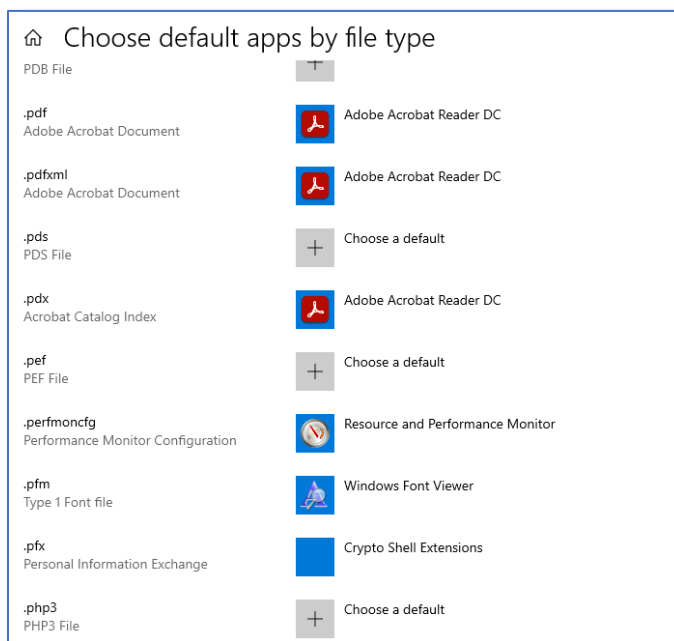 Choose default apps by file type
PDB File
.pdf
Adobe Acrobat Document
Adobe Acrobat Reader DC
.pdfxml
Adobe Acrobat Document
Adobe Acrobat Reader DC
.pds
PDS File
Choose a default
.pdx
Acrobat Catalog Index
Adobe Acrobat Reader DC
.pef
PEF File
Choose a default
.perfmoncfg
Performance Monitor Configuration
Resource and Performance Monitor
.pfm
Type 1 Font file
Windows Font Viewer
.pfx
Personal Information Exchange
Crypto Shell Extensions
.php3
PHP3 File
Choose a default